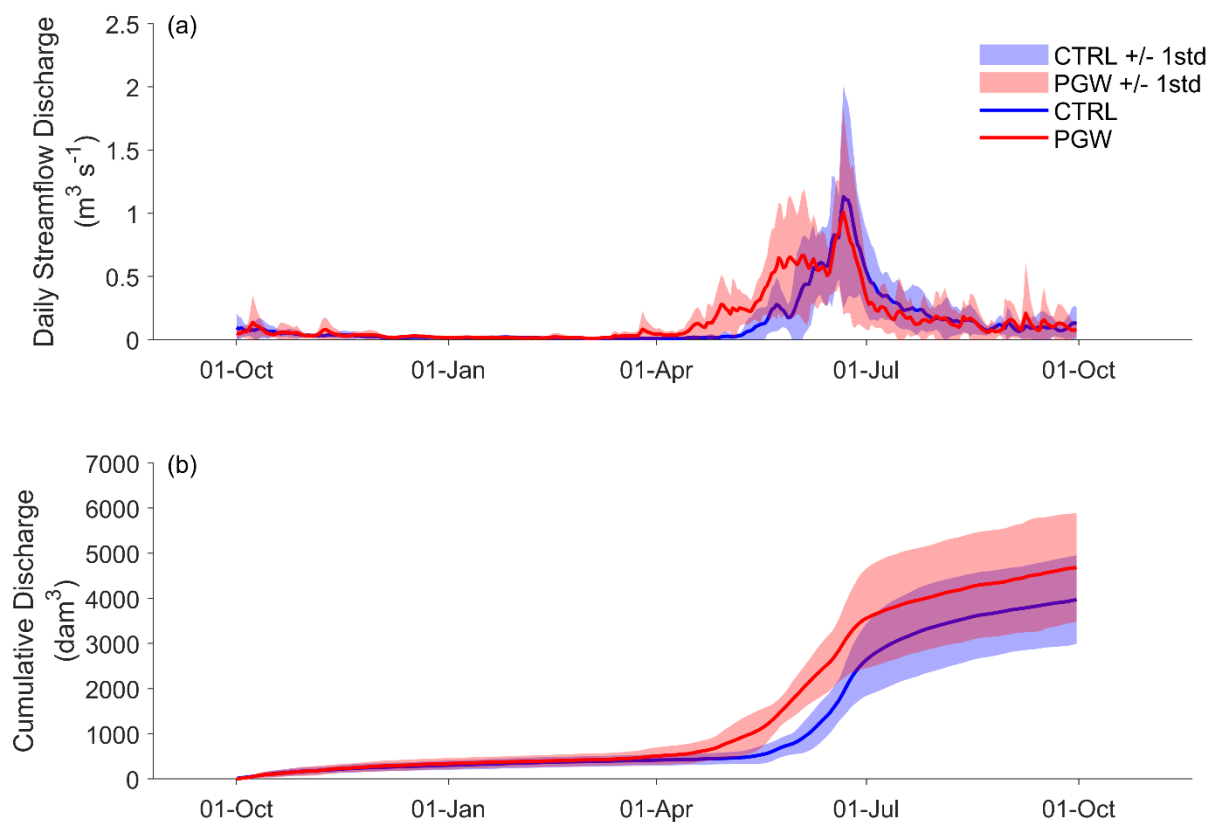 (a)
2.5
2
1.5
1
0.5
0
Daily Streamflow Discharge
(m³ s⁻¹)
CTRL +/- 1std
PGW +/- 1std
CTRL
PGW
01-Oct 01-Jan 01-Apr 01-Jul 01-Oct
(b)
7000
6000
5000
4000
3000
2000
1000
0
Cumulative Discharge
(dam³)
01-Oct 01-Jan 01-Apr 01-Jul 01-Oct